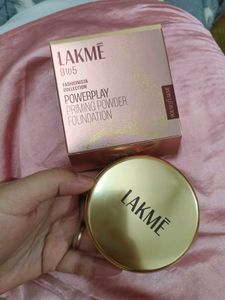 LAKMĒ
9to5
FASHIONISTA
COLLECTION
POWERPLAY
PRIMING POWDER
FOUNDATION
LAKMĒ